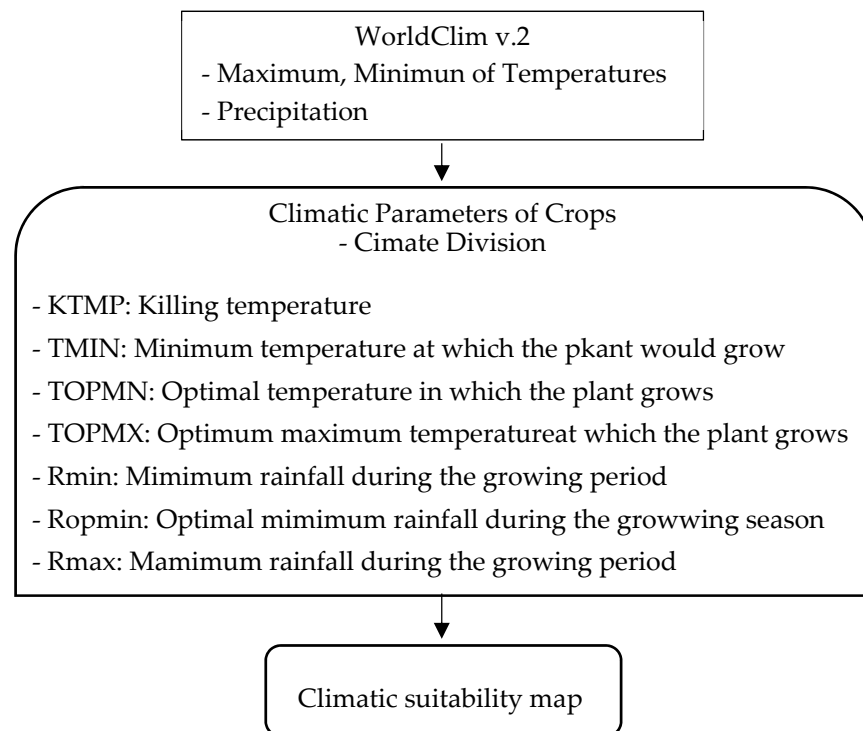 WorldClim v.2
- Maximum, Minimun of Temperatures
- Precipitation
Climatic Parameters of Crops
- Cimate Division
- KTMP: Killing temperature
- TMIN: Minimum temperature at which the pkant would grow
- TOPMN: Optimal temperature in which the plant grows
- TOPMX: Optimum maximum temperatureat which the plant grows
- Rmin: Mimimum rainfall during the growing period
- Ropmin: Optimal mimimum rainfall during the growwing season
- Rmax: Mamimum rainfall during the growing period
Climatic suitability map